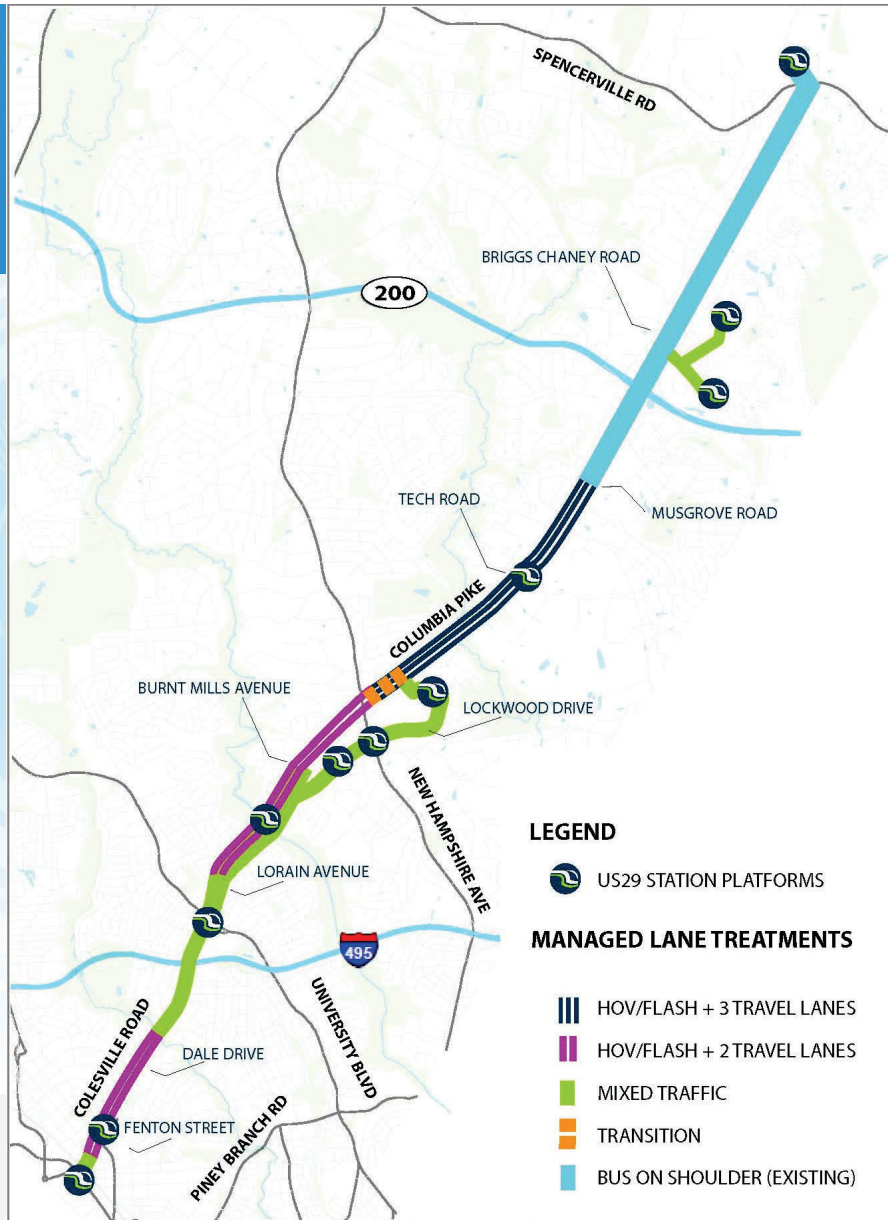 SPENCERVILLE RD
BRIGGS CHANEY ROAD
200
TECH ROAD
MUSGROVE ROAD
COLUMBIA PIKE
BURNT MILLS AVENUE
LOCKWOOD DRIVE
NEW HAMPSHIRE AVE
LORAIN AVENUE
495
UNIVERSITY BLVD
COLESVILLE ROAD
DALE DRIVE
FENTON STREET
PINEY BRANCH RD
LEGEND
US29 STATION PLATFORMS
MANAGED LANE TREATMENTS
HOV/FLASH + 3 TRAVEL LANES
HOV/FLASH + 2 TRAVEL LANES
MIXED TRAFFIC
TRANSITION
BUS ON SHOULDER (EXISTING)